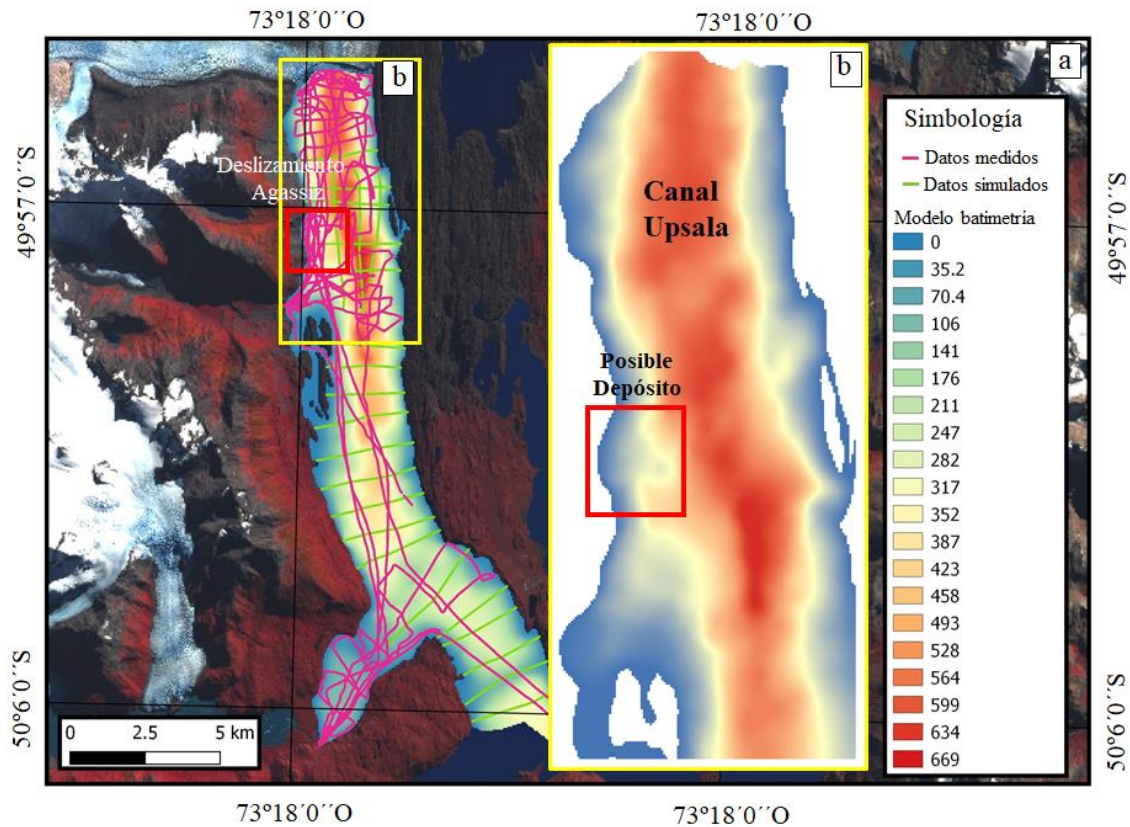 73°18´0´´O
73°18´0´´O
b
b
a
Deslizamiento
Agassizi
49°57´0´´S
49°57´0´´S
Canal
Upsala
Posible
Depósito
Simbología
Datos medidos
Datos simulados
Modelo batimetría
0
35.2
70.4
106
141
176
211
247
282
317
352
387
423
458
493
528
564
599
634
669
50°6´0´´S
50°6´0´´S
0 2.5 5 km
73°18´0´´O
73°18´0´´O